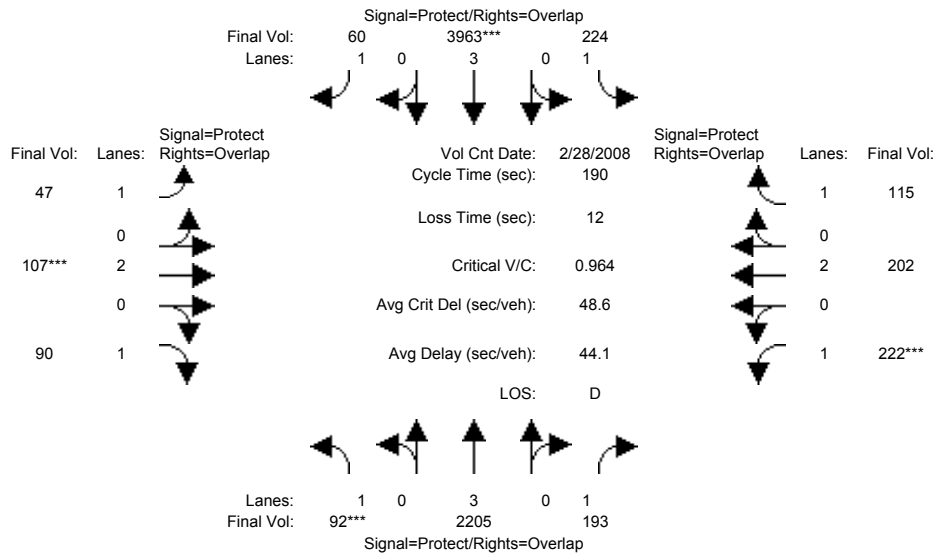 Signal=Protect/Rights=Overlap
Final Vol: 60 3963*** 224
Lanes: 1 0 3 0 1
Signal=Protect Signal=Protect
Final Vol: Lanes: Rights=Overlap Vol Cnt Date: 2/28/2008 Rights=Overlap Lanes: Final Vol:
Cycle Time (sec): 190
47 1 1 115
Loss Time (sec): 12
0 0
107*** 2 Critical V/C: 0.964 2 202
0 Avg Crit Del (sec/veh): 48.6 0
90 1 Avg Delay (sec/veh): 44.1 1 222***
LOS: D
Lanes: 1 0 3 0 1
Final Vol: 92*** 2205 193
Signal=Protect/Rights=Overlap